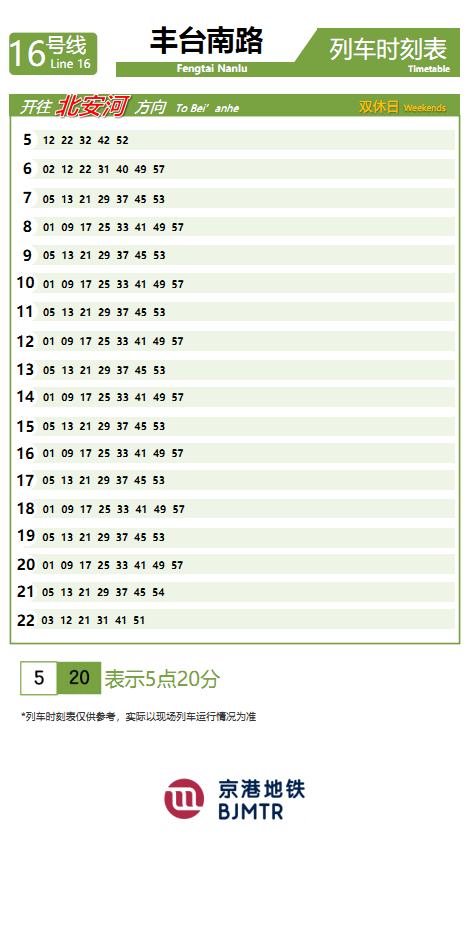 16号线
Line 16
丰台南路
Fengtai Nanlu
列车时刻表
Timetable
开往 北安河 方向 To Bei'anhe
双休日 Weekends
5 12 22 32 42 52
6 02 12 22 31 40 49 57
7 05 13 21 29 37 45 53
8 01 09 17 25 33 41 49 57
9 05 13 21 29 37 45 53
10 01 09 17 25 33 41 49 57
11 05 13 21 29 37 45 53
12 01 09 17 25 33 41 49 57
13 05 13 21 29 37 45 53
14 01 09 17 25 33 41 49 57
15 05 13 21 29 37 45 53
16 01 09 17 25 33 41 49 57
17 05 13 21 29 37 45 53
18 01 09 17 25 33 41 49 57
19 05 13 21 29 37 45 53
20 01 09 17 25 33 41 49 57
21 05 13 21 29 37 45 54
22 03 12 21 31 41 51
5 20 表示5点20分
*列车时刻表仅供参考，实际以现场列车运行情况为准
京港地铁
BJMTR